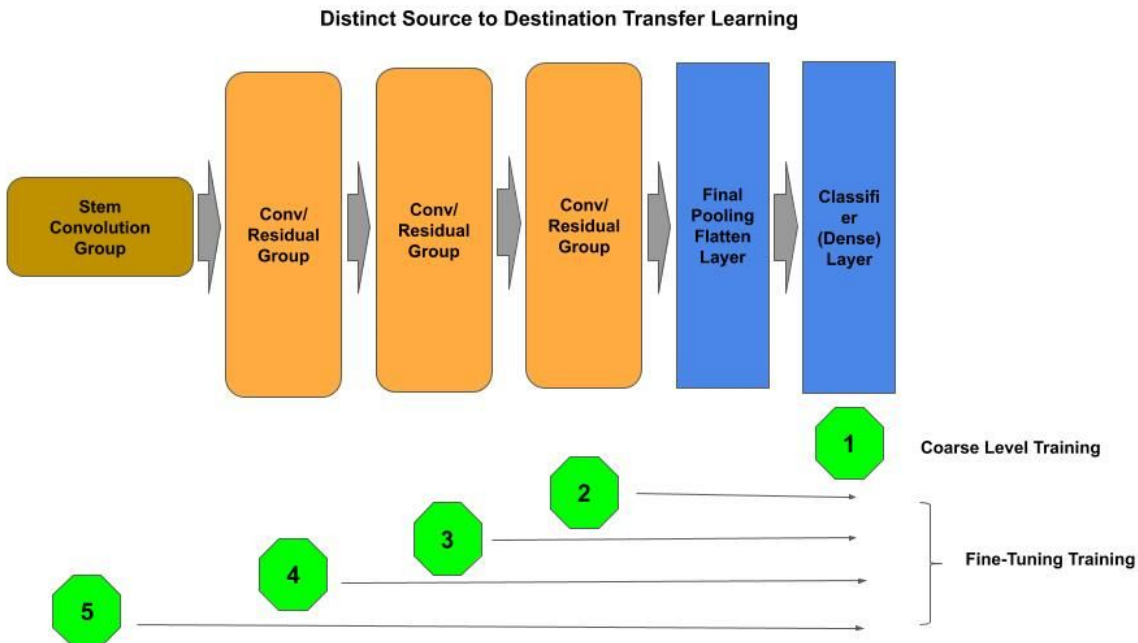 Distinct Source to Destination Transfer Learning
Stem
Convolution
Group
Conv/
Residual
Group
Conv/
Residual
Group
Conv/
Residual
Group
Final
Pooling
Flatten
Layer
Classifi
er
(Dense)
Layer
1
Coarse Level Training
2
3
Fine-Tuning Training
4
5